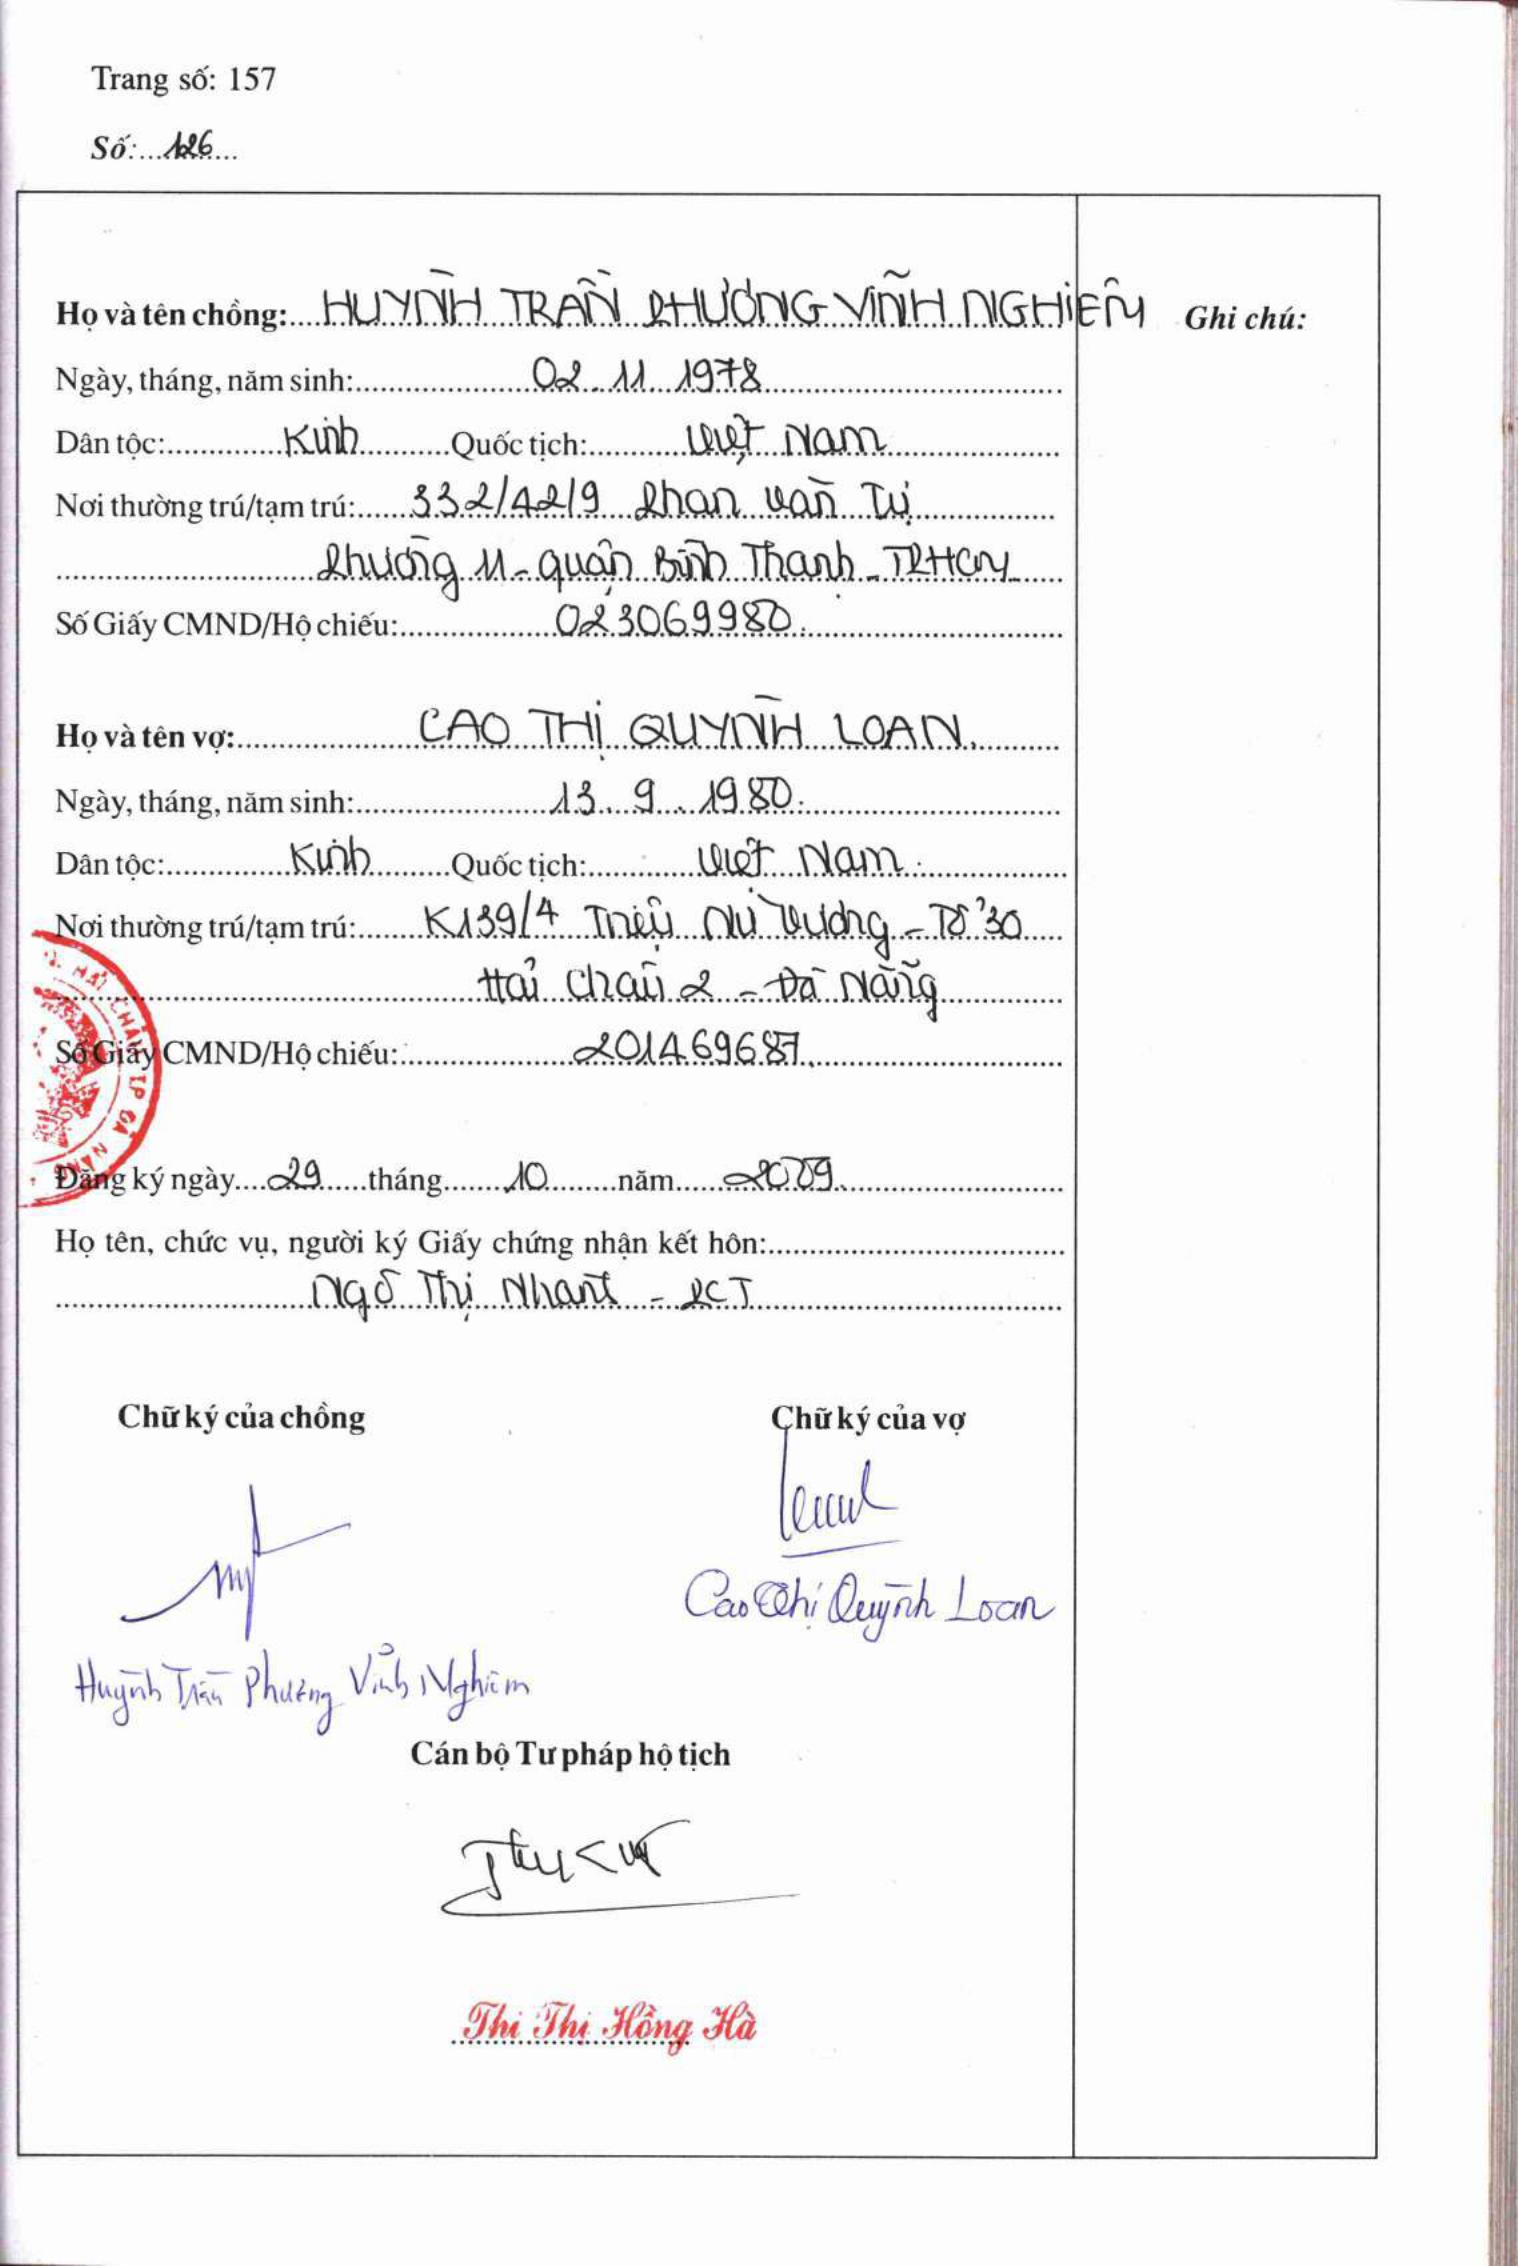 Trang số: 157
Số: 126
Họ và tên chồng: HUỲNH TRẦN PHƯƠNG VĨNH NGHIÊM
Ghi chú:
Ngày, tháng, năm sinh: 02.11.1978
Dân tộc: Kinh Quốc tịch: Việt Nam
Nơi thường trú/tạm trú: 332/42/9 Phan Văn Trị
Phường 11 - quận Bình Thạnh - TPHCM
Số Giấy CMND/Hộ chiếu: 023069980
Họ và tên vợ: CAO THỊ QUỲNH LOAN
Ngày, tháng, năm sinh: 13.9.1980
Dân tộc: Kinh Quốc tịch: Việt Nam
Nơi thường trú/tạm trú: K139/4 Triệu Nữ Vương - Tổ 30
Hải Châu 2 - Đà Nẵng
Số Giấy CMND/Hộ chiếu: 201469687
Q. HẢI CHÂU TP ĐÀ NẴNG
Đăng ký ngày 29 tháng 10 năm 2009
Họ tên, chức vụ, người ký Giấy chứng nhận kết hôn:
Ngô Thị - PCT
Chữ ký của chồng Chữ ký của vợ
Cao Thị Quỳnh Loan
Huỳnh Trần Phương Vĩnh Nghiêm
Cán bộ Tư pháp hộ tịch
Thi Thị Hồng Hà